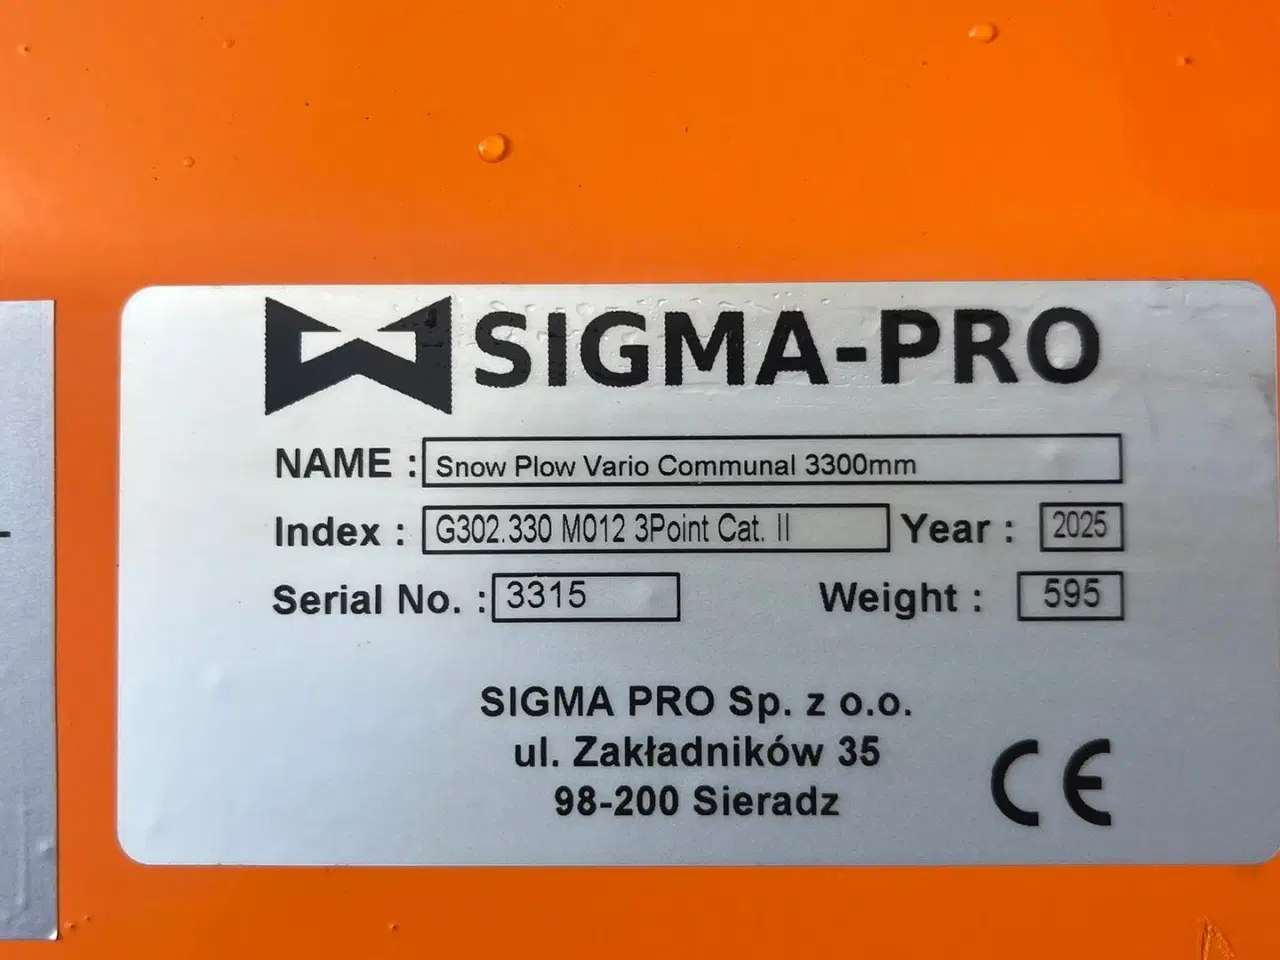 SIGMA-PRO
NAME : Snow Plow Vario Communal 3300mm
Index : G302.330 M012 3Point Cat. II Year : 2025
Serial No. : 3315 Weight : 595
SIGMA PRO Sp. z o.o.
ul. Zakładników 35
98-200 Sieradz
CE